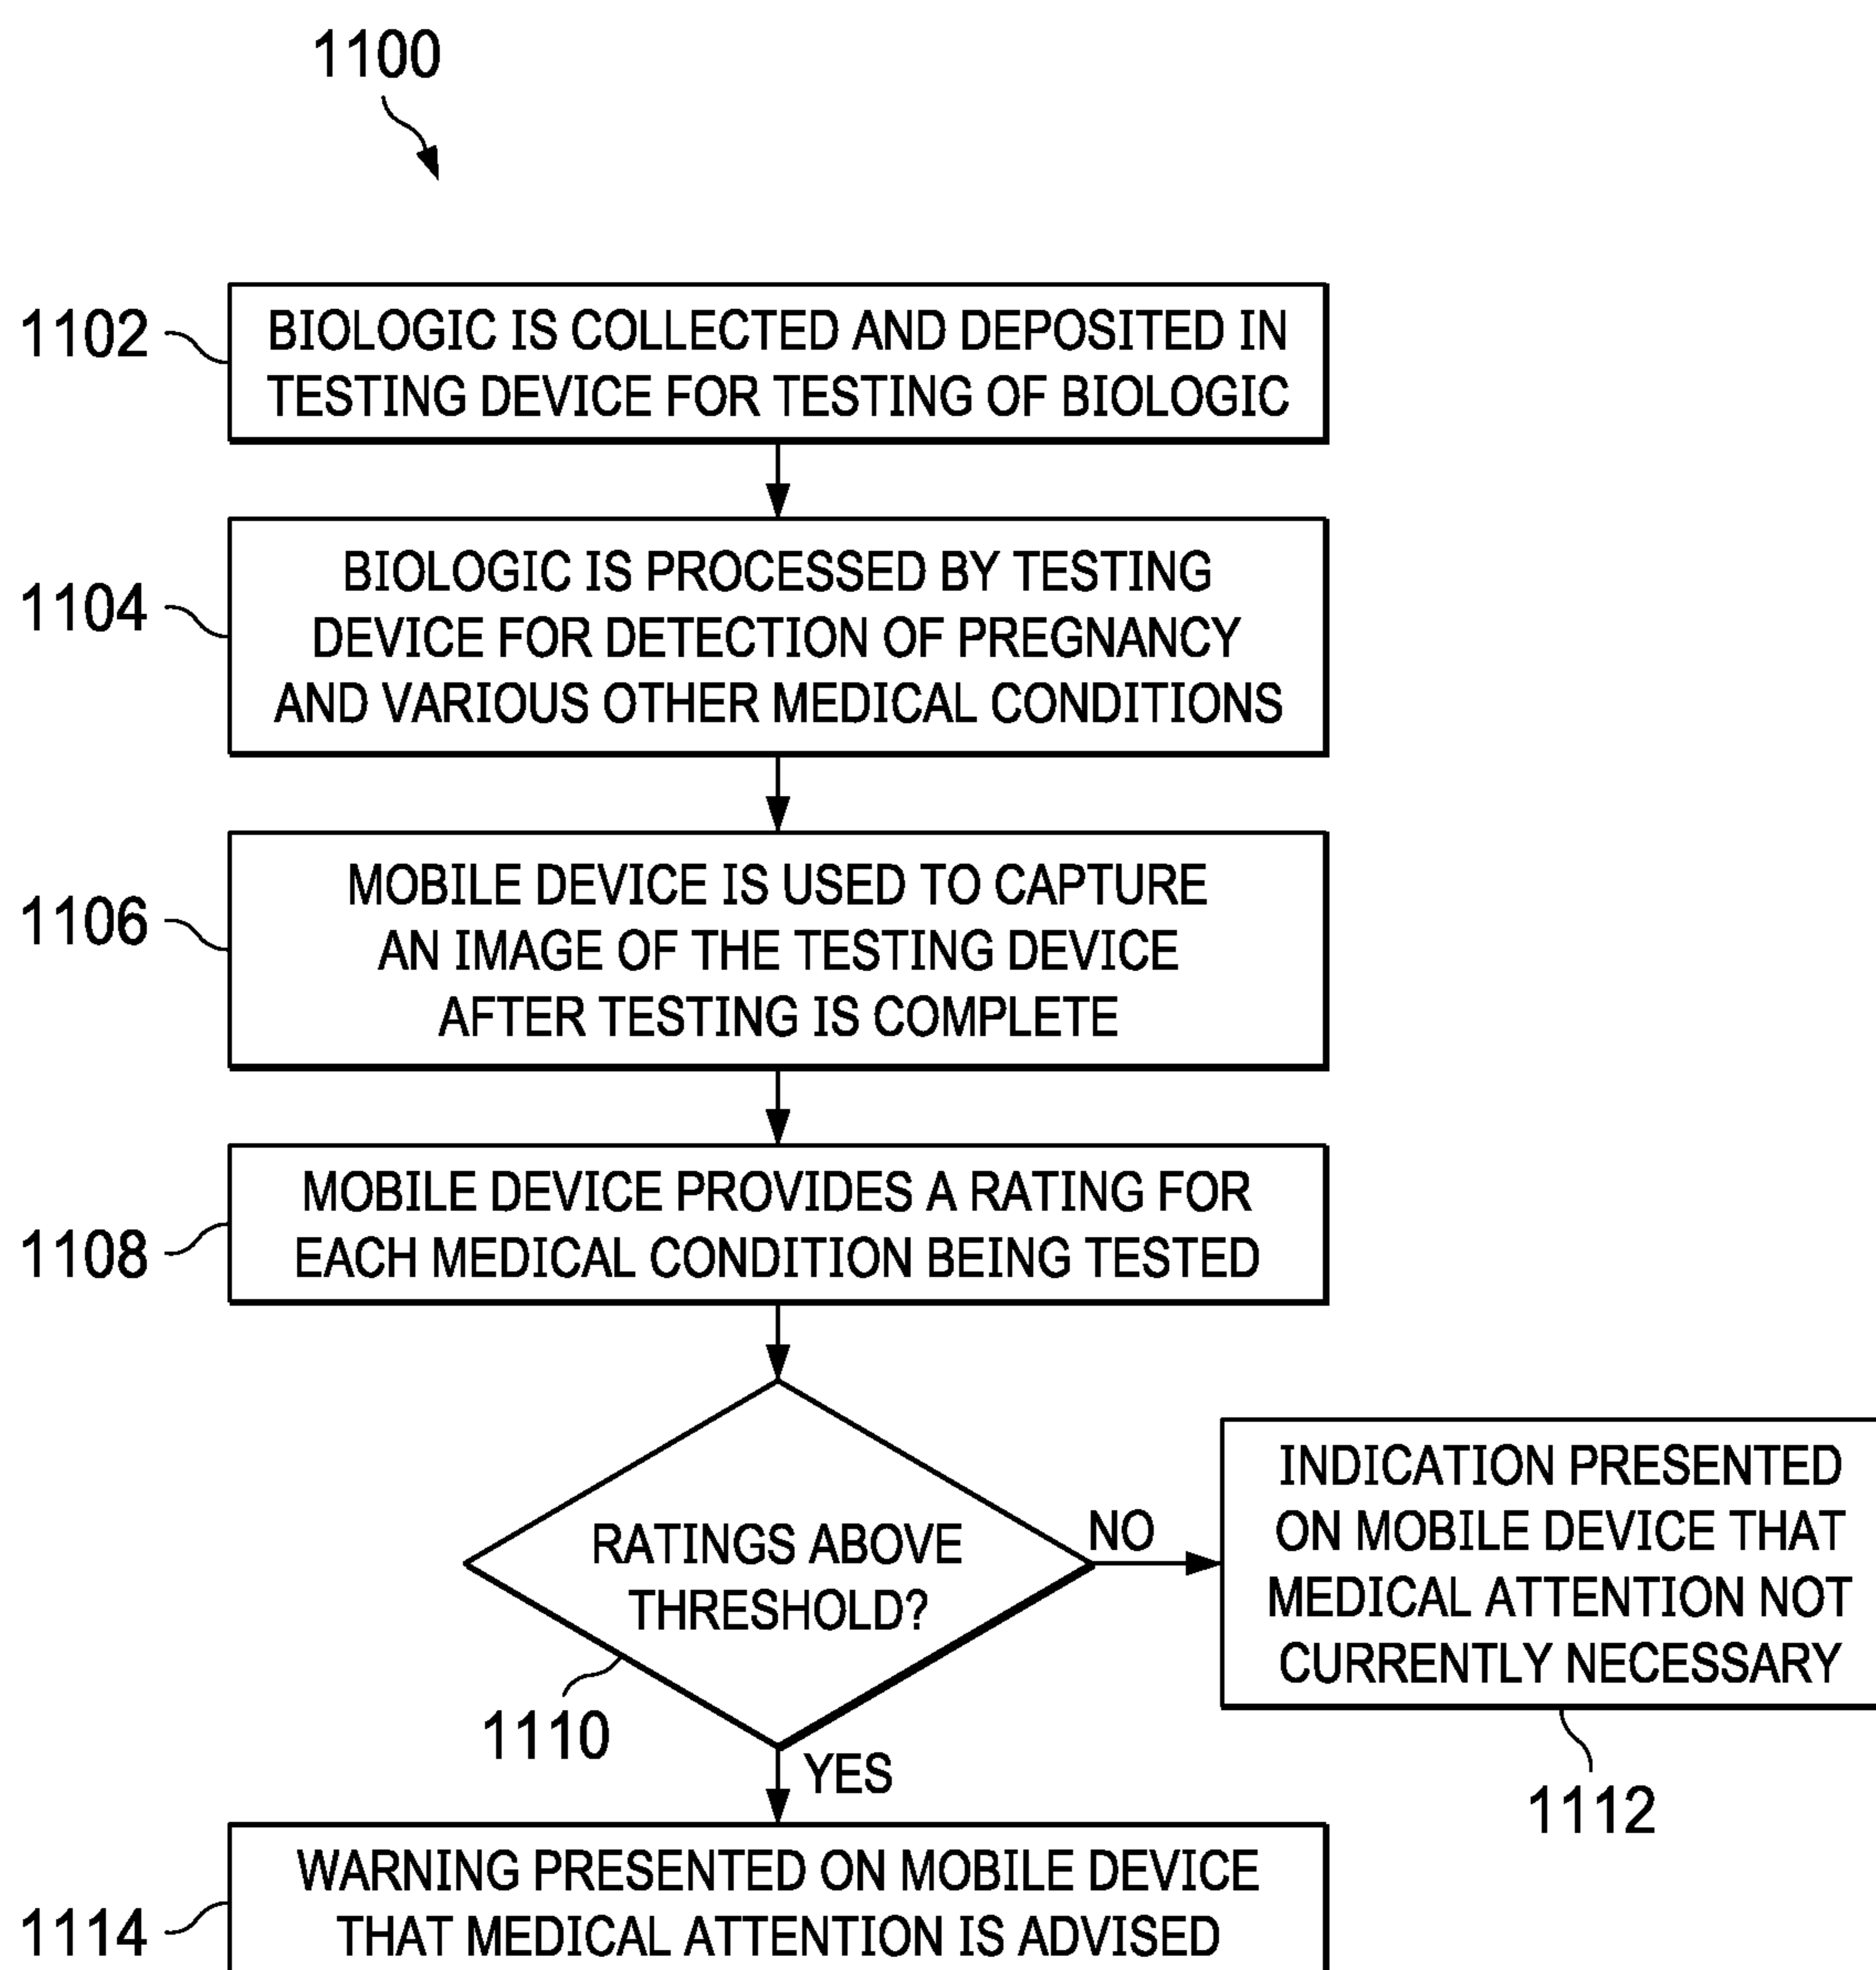 1100
1102
BIOLOGIC IS COLLECTED AND DEPOSITED IN
TESTING DEVICE FOR TESTING OF BIOLOGIC
1104
BIOLOGIC IS PROCESSED BY TESTING
DEVICE FOR DETECTION OF PREGNANCY
AND VARIOUS OTHER MEDICAL CONDITIONS
1106
MOBILE DEVICE IS USED TO CAPTURE
AN IMAGE OF THE TESTING DEVICE
AFTER TESTING IS COMPLETE
1108
MOBILE DEVICE PROVIDES A RATING FOR
EACH MEDICAL CONDITION BEING TESTED
RATINGS ABOVE
THRESHOLD?
1110
NO
INDICATION PRESENTED
ON MOBILE DEVICE THAT
MEDICAL ATTENTION NOT
CURRENTLY NECESSARY
1112
YES
1114
WARNING PRESENTED ON MOBILE DEVICE
THAT MEDICAL ATTENTION IS ADVISED